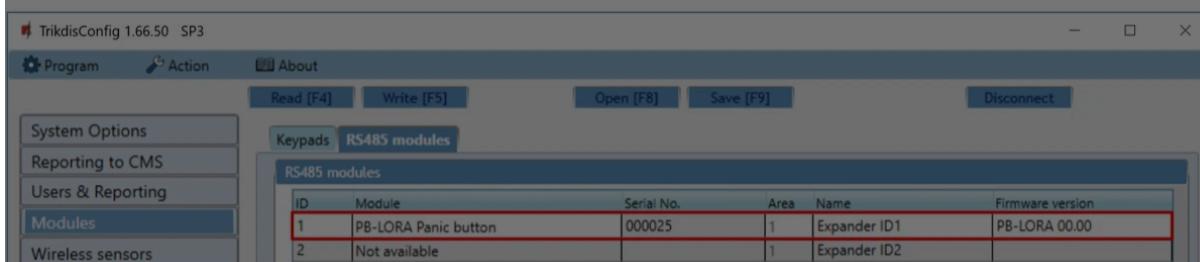 TrikdisConfig 1.66.50 SP3
Program Action About
Read [F4] Write [F5] Open [F8] Save [F9] Disconnect
System Options
Keypads RS485 modules
Reporting to CMS
RS485 modules
Users & Reporting
ID Module Serial No. Area Name Firmware version
Modules
1 PB-LORA Panic button 000025 1 Expander ID1 PB-LORA 00.00
Wireless sensors
2 Not available 1 Expander ID2